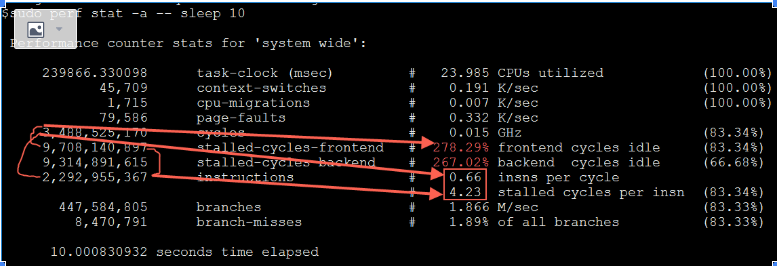 $sudo perf stat -a -- sleep 10
Performance counter stats for 'system wide':
239866.330098 task-clock (msec) # 23.985 CPUs utilized (100.00%)
45,709 context-switches # 0.191 K/sec (100.00%)
1,715 cpu-migrations # 0.007 K/sec (100.00%)
79,586 page-faults # 0.332 K/sec
3,488,525,170 cycles # 0.015 GHz (83.34%)
9,708,140,897 stalled-cycles-frontend # 278.29% frontend cycles idle (83.34%)
9,314,891,615 stalled-cycles-backend # 267.02% backend cycles idle (66.68%)
2,292,955,367 instructions # 0.66 insns per cycle
# 4.23 stalled cycles per insn (83.34%)
447,584,805 branches # 1.866 M/sec (83.33%)
8,470,791 branch-misses # 1.89% of all branches (83.33%)
10.000830932 seconds time elapsed